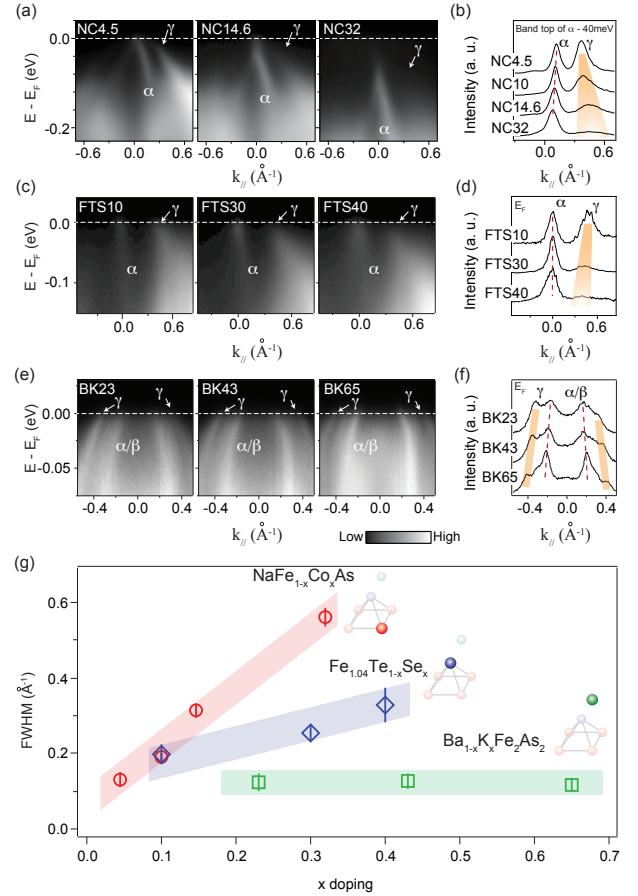 (a)
NC4.5
NC14.6
NC32
γ
γ
γ
α
α
α
0.0
-0.2
E - E_F (eV)
0.0 0.6
-0.6 0.0 0.6
-0.6 0.0 0.6
k_// (Å⁻¹)
(b)
Band top of α - 40meV
α
γ
NC4.5
NC10
NC14.6
NC32
Intensity (a. u.)
0.0 0.6
k_// (Å⁻¹)
(c)
FTS10
FTS30
FTS40
γ
γ
γ
α
α
α
0.0
-0.1
E - E_F (eV)
0.0 0.6
0.0 0.6
0.0 0.6
k_// (Å⁻¹)
(d)
E_F
α
γ
FTS10
FTS30
FTS40
Intensity (a. u.)
0.0 0.6
k_// (Å⁻¹)
(e)
BK23
BK43
BK65
γ
γ
γ
α/β
α/β
α/β
0.00
-0.05
E - E_F (eV)
-0.4 0.0 0.4
-0.4 0.0 0.4
-0.4 0.0 0.4
k_// (Å⁻¹)
Low High
(f)
E_F
γ
α/β
BK23
BK43
BK65
Intensity (a. u.)
-0.4 0.0 0.4
k_// (Å⁻¹)
(g)
NaFe₁₋ₓCoₓAs
Fe₁.₀₄Te₁₋ₓSeₓ
Ba₁₋ₓKₓFe₂As₂
FWHM (Å⁻¹)
0.6
0.4
0.2
0.0
0.0 0.1 0.2 0.3 0.4 0.5 0.6 0.7
x doping